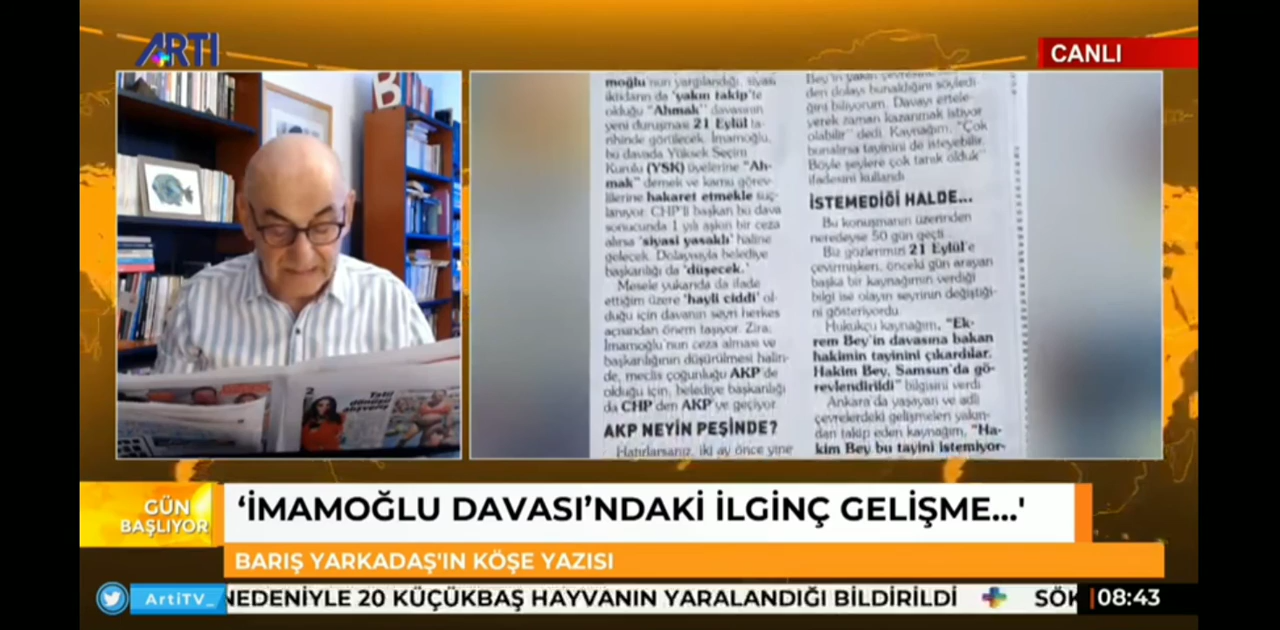 ARTI
CANLI
B
moğlu'nun yargılandığı, siyasi
iktidarın da 'yakın takip'te
olduğu "Ahmak" davasının
yeni duruşması 21 Eylül ta-
rihinde görülecek. İmamoğlu,
bu davada Yüksek Seçim
Kurulu (YSK) üyelerine "Ah-
mak" demek ve kamu görev-
lilerine hakaret etmekle suç-
lanıyor. CHP'li başkan bu dava
sonucunda 1 yılı aşkın bir ceza
alırsa 'siyasi yasaklı' haline
gelecek. Dolayısıyla belediye
başkanlığı da 'düşecek.'
Mesele yukarıda da ifade
ettiğim üzere 'hayli ciddi' ol-
duğu için davanın seyri herkes
açısından önem taşıyor. Zira,
İmamoğlu'nun ceza alması ve
başkanlığının düşürülmesi halin-
de, meclis çoğunluğu AKP'de
olduğu için, belediye başkanlığı
da CHP'den AKP'ye geçiyor.
AKP NEYİN PEŞİNDE?
Hatırlarsanız, iki ay önce yine
Bey'in yakın çevresini
den dolayı bunaldığını söyledi-
ğini biliyorum. Davayı ertele-
yerek zaman kazanmak istiyor
olabilir" dedi. Kaynağım, "Çok
bunalırsa tayinini de isteyebilir.
Böyle şeylere çok tanık olduk"
ifadesini kullandı.
İSTEMEDİĞİ HALDE...
Bu konuşmanın üzerinden
neredeyse 50 gün geçti.
Biz gözlerimizi 21 Eylül'e
çevirmişken, önceki gün arayan
başka bir kaynağımın verdiği
bilgi ise olayın seyrinin değiştiği-
ni gösteriyordu.
Hukukçu kaynağım, "Ek-
rem Bey'in davasına bakan
hakimin tayinini çıkardılar.
Hakim Bey, Samsun'da gö-
revlendirildi" bilgisini verdi.
Ankara'da yaşayan ve adli
çevrelerdeki gelişmeleri yakın-
dan takip eden kaynağım, "Ha-
kim Bey bu tayini istemiyor-
2
GÜN
BAŞLIYOR
'İMAMOĞLU DAVASI'NDAKİ İLGİNÇ GELİŞME...'
BARIŞ YARKADAŞ'IN KÖŞE YAZISI
ArtiTV_
NEDENİYLE 20 KÜÇÜKBAŞ HAYVANIN YARALANDIĞI BİLDİRİLDİ
SÖK
08:43